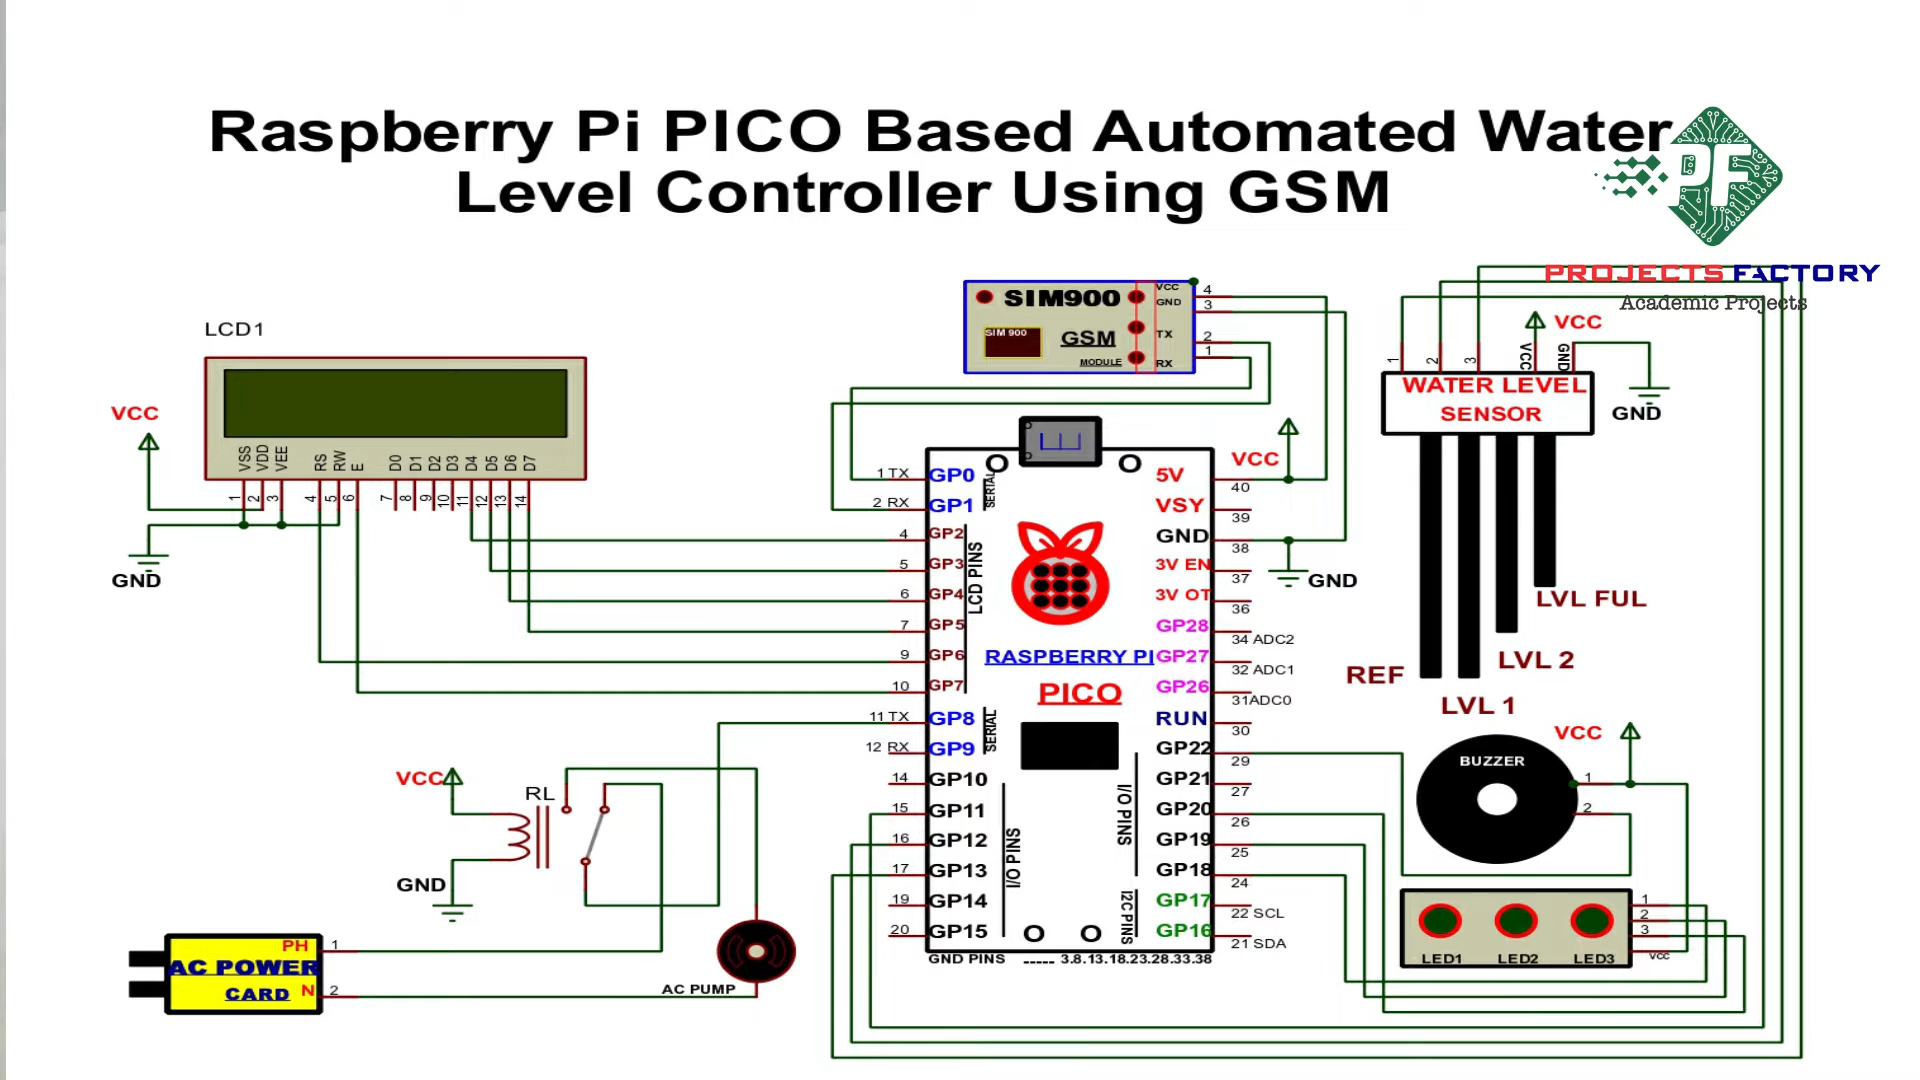 Raspberry Pi PICO Based Automated Water
Level Controller Using GSM
PF
PROJECTS FACTORY
Academic Projects
LCD1
VCC
GND
VSS
VDD
VEE
RS
RW
E
D0
D1
D2
D3
D4
D5
D6
D7
1
2
3
4
5
6
7
8
9
10
11
12
13
14
SIM900
SIM 900
GSM
MODULE
VCC
GND
TX
RX
4
3
2
1
1
2
3
VCC
GND
VCC
GND
WATER LEVEL
SENSOR
REF
LVL 1
LVL 2
LVL FUL
1 TX GP0
2 RX GP1
SERIAL
4 GP2
5 GP3
6 GP4
7 GP5
9 GP6
10 GP7
LCD PINS
11 TX GP8
12 RX GP9
SERIAL
14 GP10
15 GP11
16 GP12
17 GP13
19 GP14
20 GP15
I/O PINS
RASPBERRY PI
PICO
5V 40
VSY 39
GND 38
3V EN 37
3V OT 36
GP28 34 ADC2
GP27 32 ADC1
GP26 31ADC0
RUN 30
GP22 29
GP21 27
GP20 26
GP19 25
GP18 24
GP17 22 SCL
GP16 21 SDA
I/O PINS
I2C PINS
GND PINS ----- 3.8.13.18.23.28.33.38
VCC
GND
VCC
RL
GND
PH 1
AC POWER
CARD N 2
AC PUMP
VCC
BUZZER
1
2
1
2
3
VCC
LED1 LED2 LED3